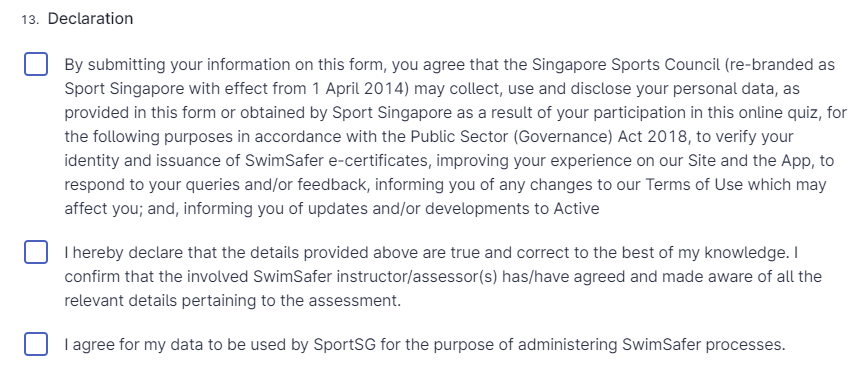 13. Declaration
By submitting your information on this form, you agree that the Singapore Sports Council (re-branded as
Sport Singapore with effect from 1 April 2014) may collect, use and disclose your personal data, as
provided in this form or obtained by Sport Singapore as a result of your participation in this online quiz, for
the following purposes in accordance with the Public Sector (Governance) Act 2018, to verify your
identity and issuance of SwimSafer e-certificates, improving your experience on our Site and the App, to
respond to your queries and/or feedback, informing you of any changes to our Terms of Use which may
affect you; and, informing you of updates and/or developments to Active
I hereby declare that the details provided above are true and correct to the best of my knowledge. I
confirm that the involved SwimSafer instructor/assessor(s) has/have agreed and made aware of all the
relevant details pertaining to the assessment.
I agree for my data to be used by SportSG for the purpose of administering SwimSafer processes.